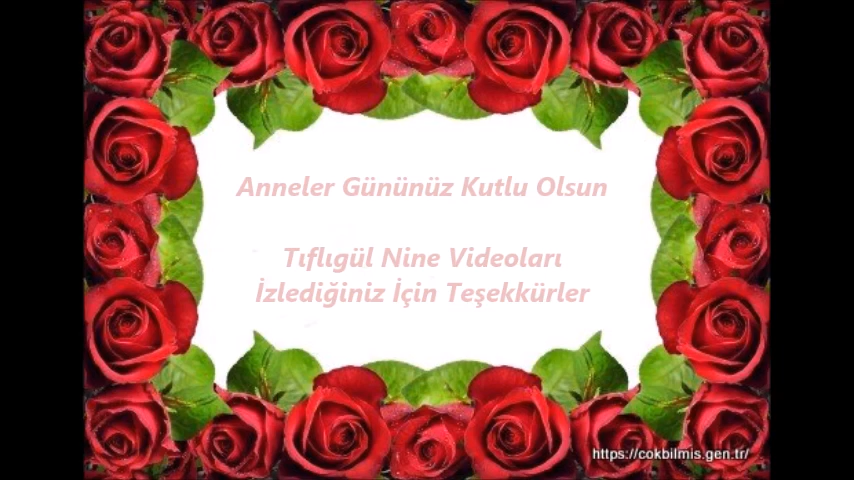 Anneler Gününüz Kutlu Olsun
Tıflıgül Nine Videoları
İzlediğiniz İçin Teşekkürler
https://cokbilmis.gen.tr/